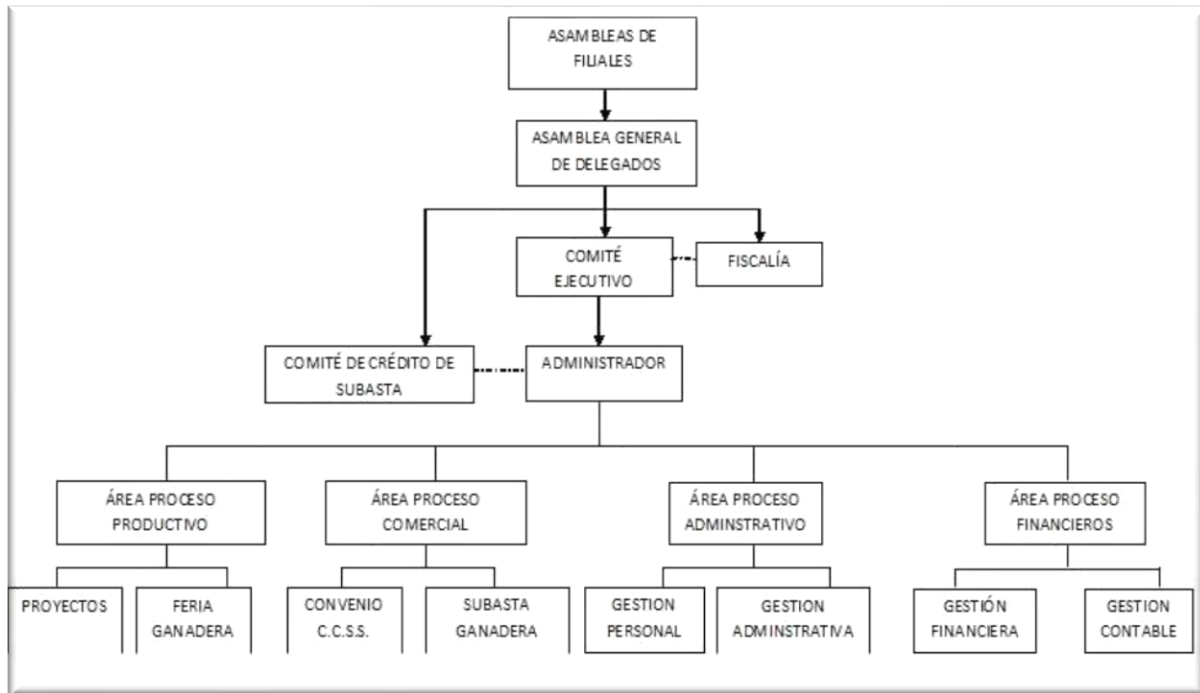 ASAMBLEAS DE
FILIALES
ASAMBLEA GENERAL
DE DELEGADOS
COMITÉ
EJECUTIVO
FISCALÍA
COMITÉ DE CRÉDITO DE
SUBASTA
ADMINISTRADOR
ÁREA PROCESO
PRODUCTIVO
ÁREA PROCESO
COMERCIAL
ÁREA PROCESO
ADMINSTRATIVO
ÁREA PROCESO
FINANCIEROS
PROYECTOS
FERIA
GANADERA
CONVENIO
C.C.S.S.
SUBASTA
GANADERA
GESTION
PERSONAL
GESTION
ADMINSTRATIVA
GESTIÓN
FINANCIERA
GESTION
CONTABLE